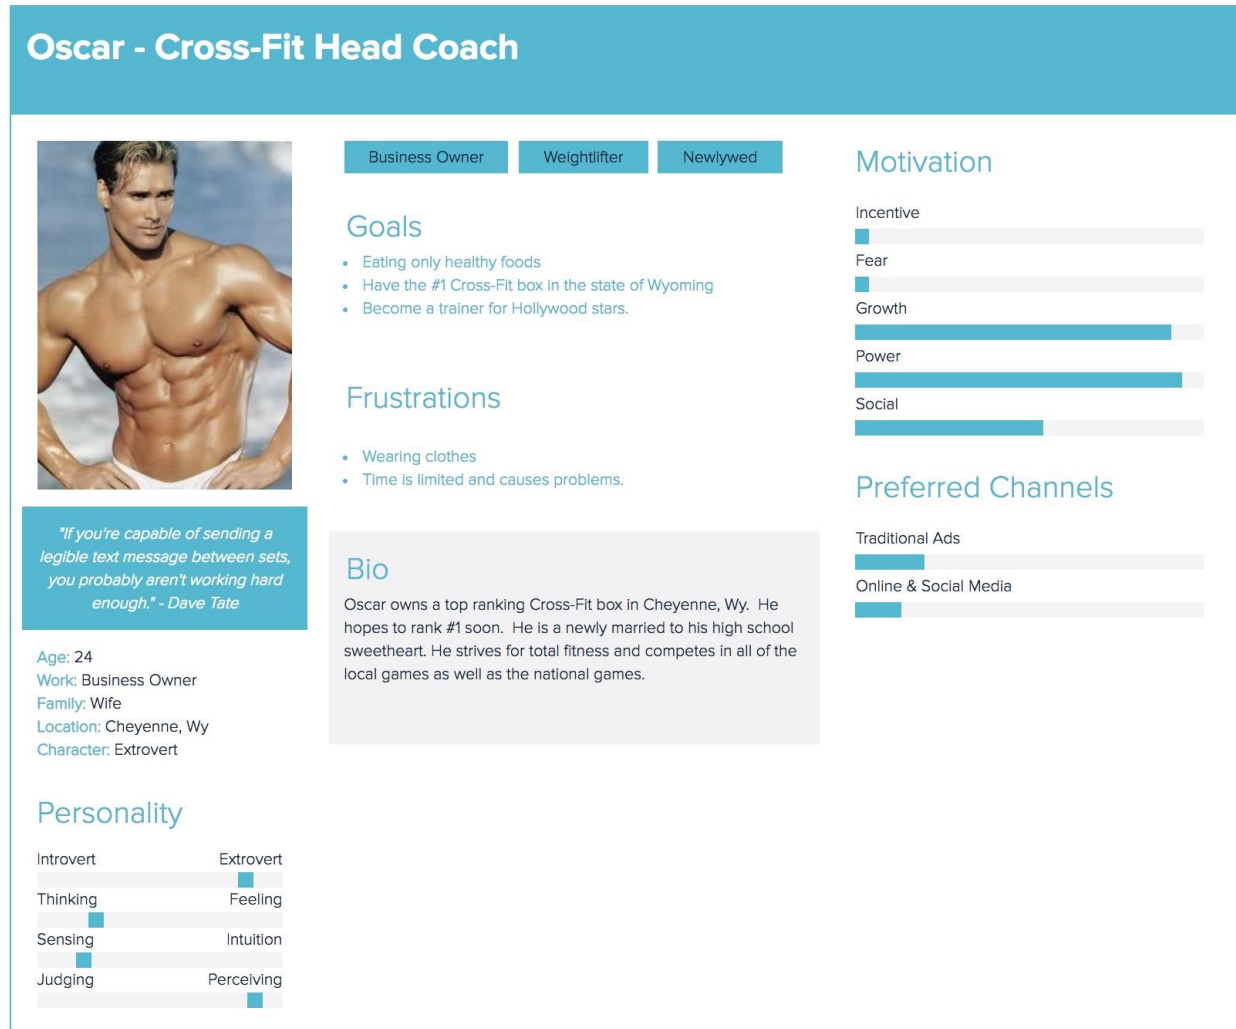 Oscar - Cross-Fit Head Coach
"If you're capable of sending a
legible text message between sets,
you probably aren't working hard
enough." - Dave Tate
Age: 24
Work: Business Owner
Family: Wife
Location: Cheyenne, Wy
Character: Extrovert
Personality
Introvert Extrovert
Thinking Feeling
Sensing Intuition
Judging Perceiving
Business Owner Weightlifter Newlywed
Goals
• Eating only healthy foods
• Have the #1 Cross-Fit box in the state of Wyoming
• Become a trainer for Hollywood stars.
Frustrations
• Wearing clothes
• Time is limited and causes problems.
Bio
Oscar owns a top ranking Cross-Fit box in Cheyenne, Wy. He
hopes to rank #1 soon. He is a newly married to his high school
sweetheart. He strives for total fitness and competes in all of the
local games as well as the national games.
Motivation
Incentive
Fear
Growth
Power
Social
Preferred Channels
Traditional Ads
Online & Social Media